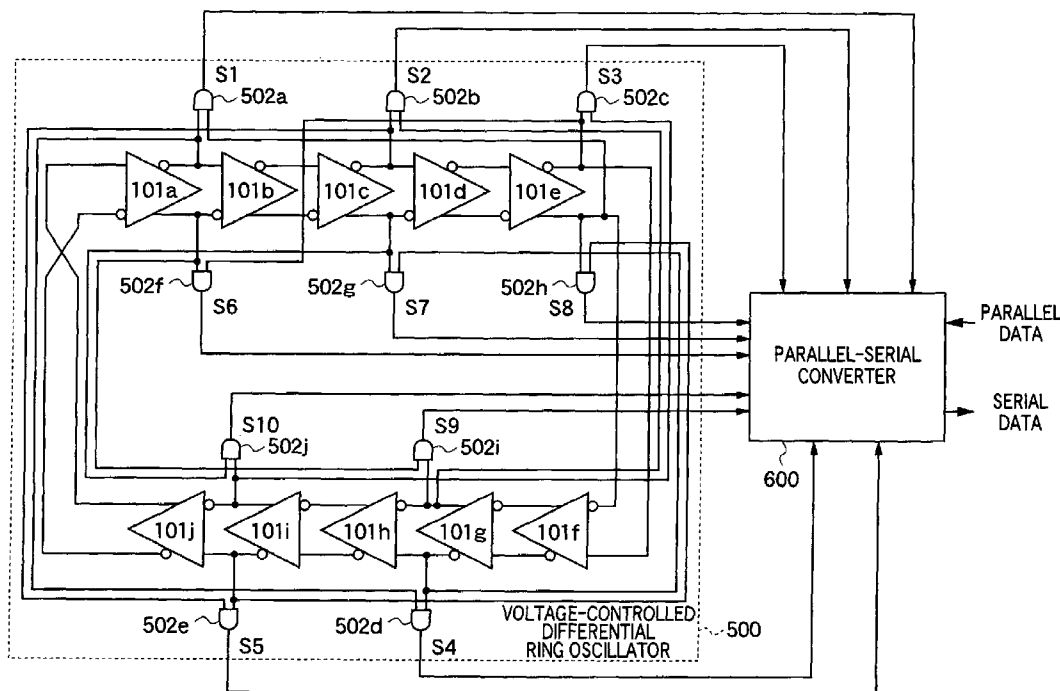 S1
502a
S2
502b
S3
502c
101a
101b
101c
101d
101e
502f
S6
502g
S7
502h
S8
PARALLEL-SERIAL
CONVERTER
PARALLEL
DATA
SERIAL
DATA
600
S10
502j
S9
502i
101j
101i
101h
101g
101f
502e
S5
502d
S4
VOLTAGE-CONTROLLED
DIFFERENTIAL
RING OSCILLATOR
500